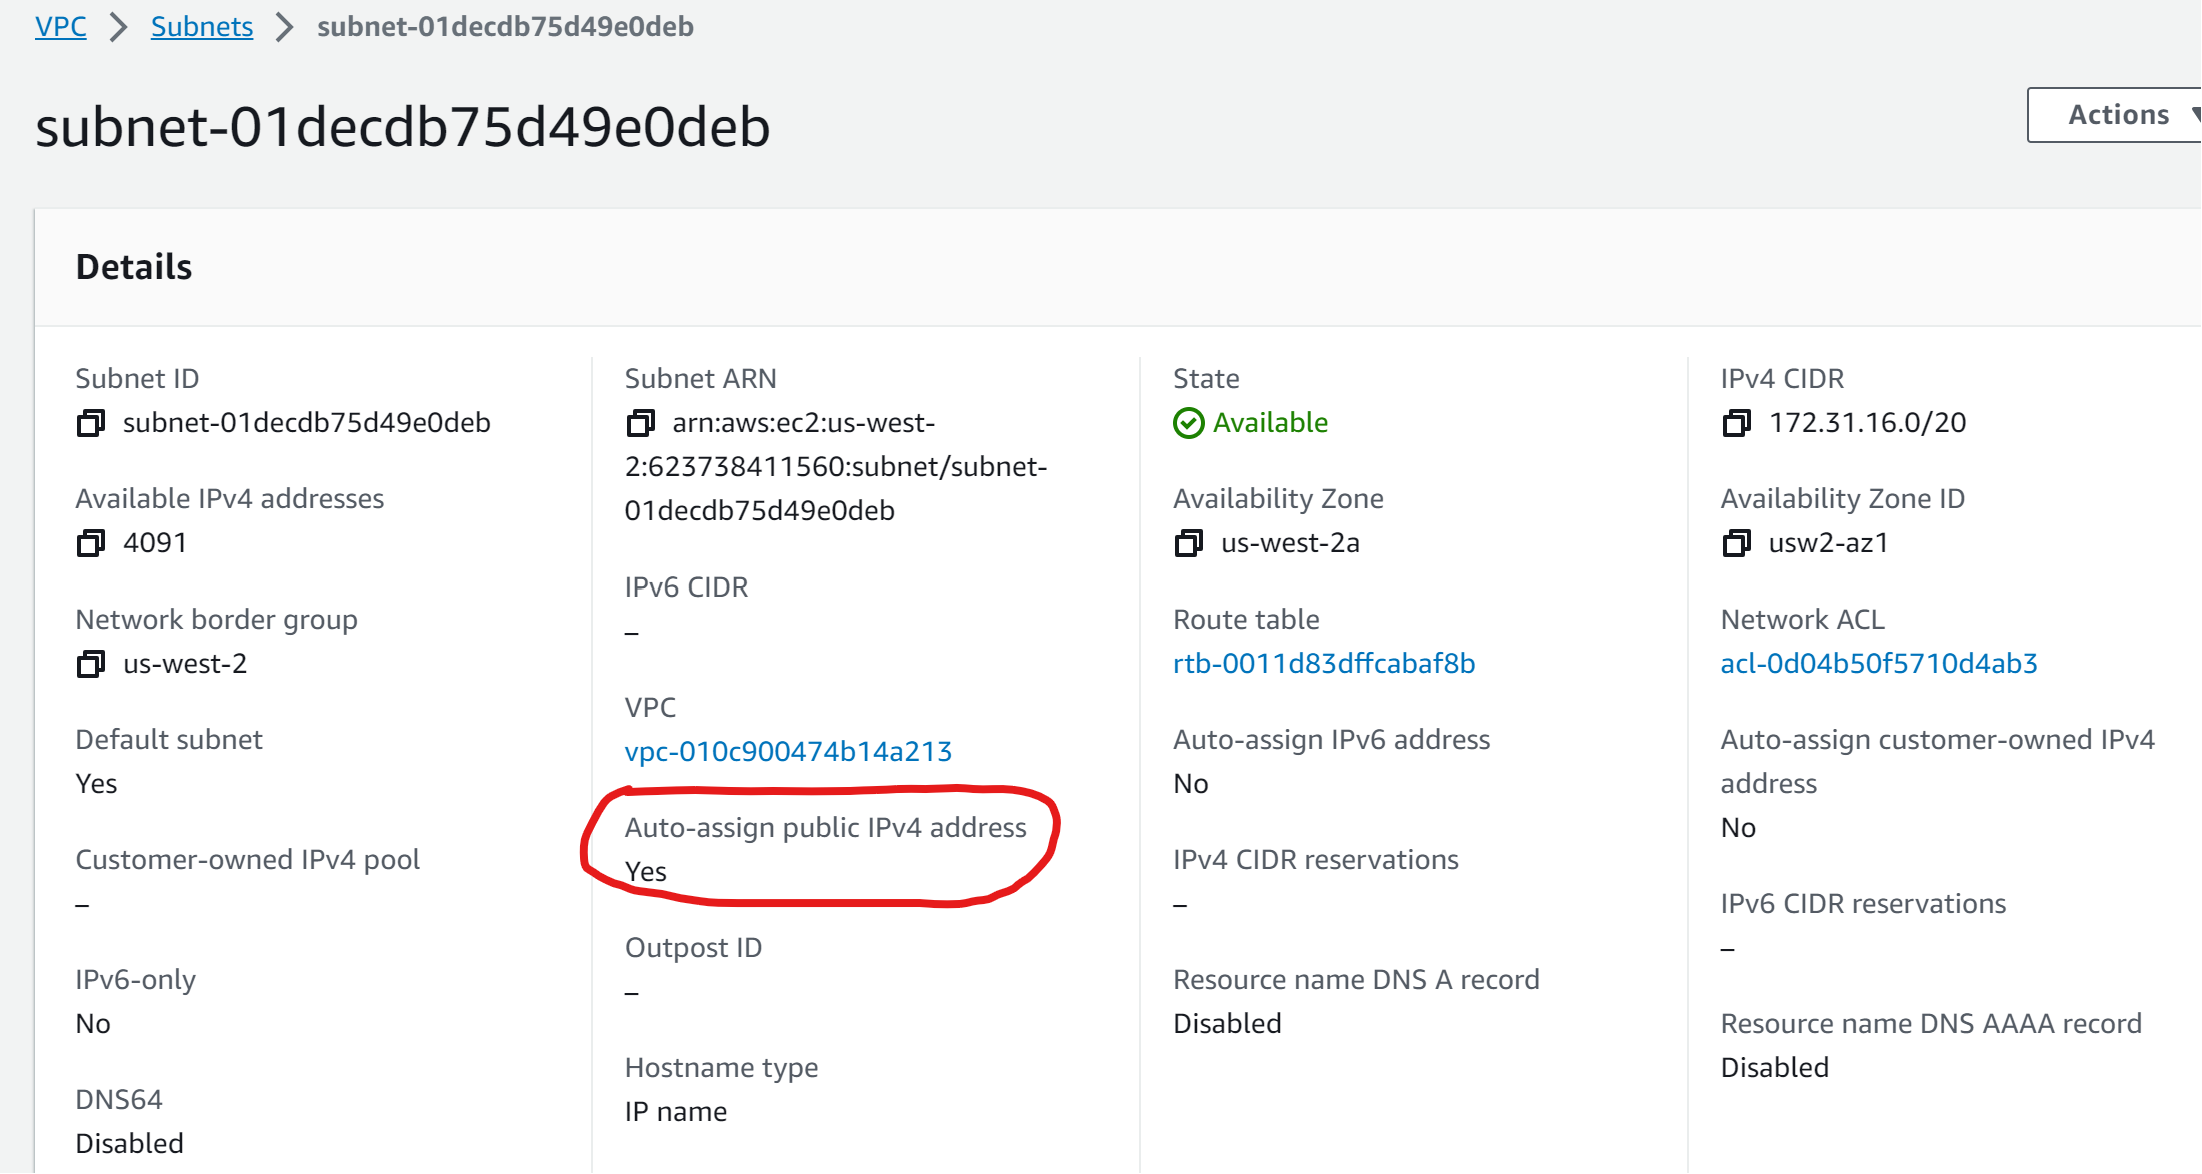 VPC > Subnets > subnet-01decdb75d49e0deb
subnet-01decdb75d49e0deb
Actions
Details
Subnet ID
subnet-01decdb75d49e0deb
Available IPv4 addresses
4091
Network border group
us-west-2
Default subnet
Yes
Customer-owned IPv4 pool
–
IPv6-only
No
DNS64
Disabled
Subnet ARN
arn:aws:ec2:us-west-
2:623738411560:subnet/subnet-
01decdb75d49e0deb
IPv6 CIDR
–
VPC
vpc-010c900474b14a213
Auto-assign public IPv4 address
Yes
Outpost ID
–
Hostname type
IP name
State
Available
Availability Zone
us-west-2a
Route table
rtb-0011d83dffcabaf8b
Auto-assign IPv6 address
No
IPv4 CIDR reservations
–
Resource name DNS A record
Disabled
IPv4 CIDR
172.31.16.0/20
Availability Zone ID
usw2-az1
Network ACL
acl-0d04b50f5710d4ab3
Auto-assign customer-owned IPv4
address
No
IPv6 CIDR reservations
–
Resource name DNS AAAA record
Disabled